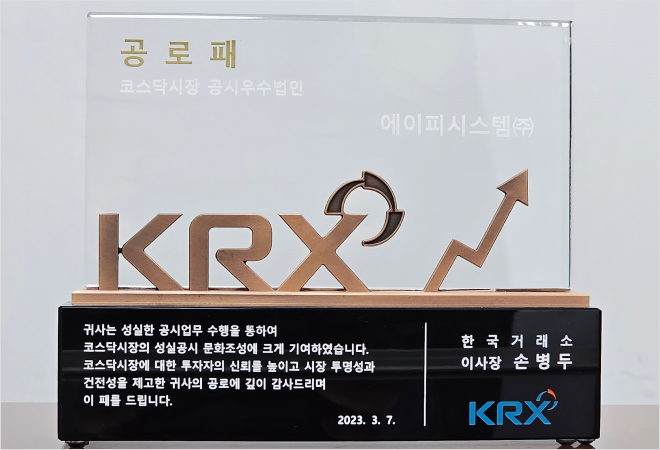 공로패
코스닥시장 공시우수법인
에이피시스템㈜
KRX
귀사는 성실한 공시업무 수행을 통하여
코스닥시장의 성실공시 문화조성에 크게 기여하였습니다.
코스닥시장에 대한 투자자의 신뢰를 높이고 시장 투명성과
건전성을 제고한 귀사의 공로에 깊이 감사드리며
이 패를 드립니다.
2023. 3. 7.
한국거래소
이사장 손병두
KRX